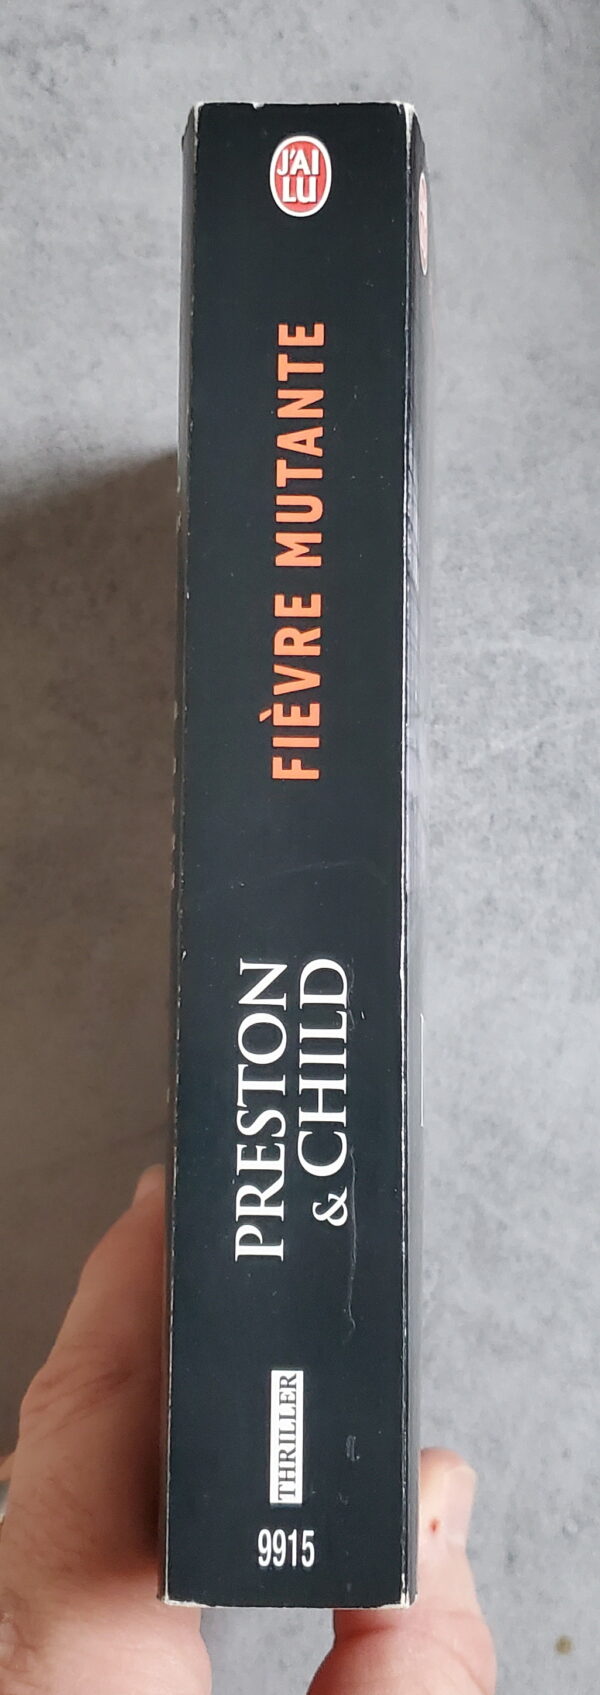 J'AI
LU
FIÈVRE MUTANTE
PRESTON
& CHILD
THRILLER
9915